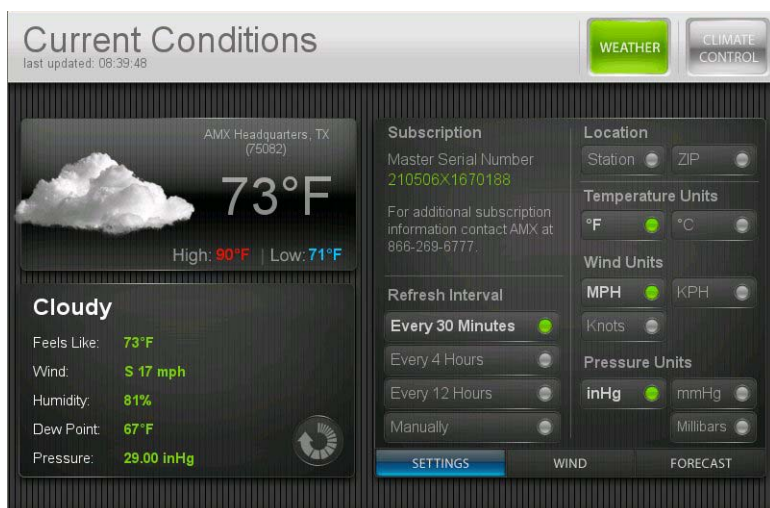 Current Conditions
last updated: 08:39:48
WEATHER
CLIMATE
CONTROL
AMX Headquarters, TX
(75082)
73°F
High: 90°F | Low: 71°F
Cloudy
Feels Like: 73°F
Wind: S 17 mph
Humidity: 81%
Dew Point: 67°F
Pressure: 29.00 inHg
Subscription
Master Serial Number
210506X1670188
For additional subscription
information contact AMX at
866-269-6777.
Refresh Interval
Every 30 Minutes
Every 4 Hours
Every 12 Hours
Manually
Location
Station ZIP
Temperature Units
°F °C
Wind Units
MPH KPH
Knots
Pressure Units
inHg mmHg
Millibars
SETTINGS WIND FORECAST